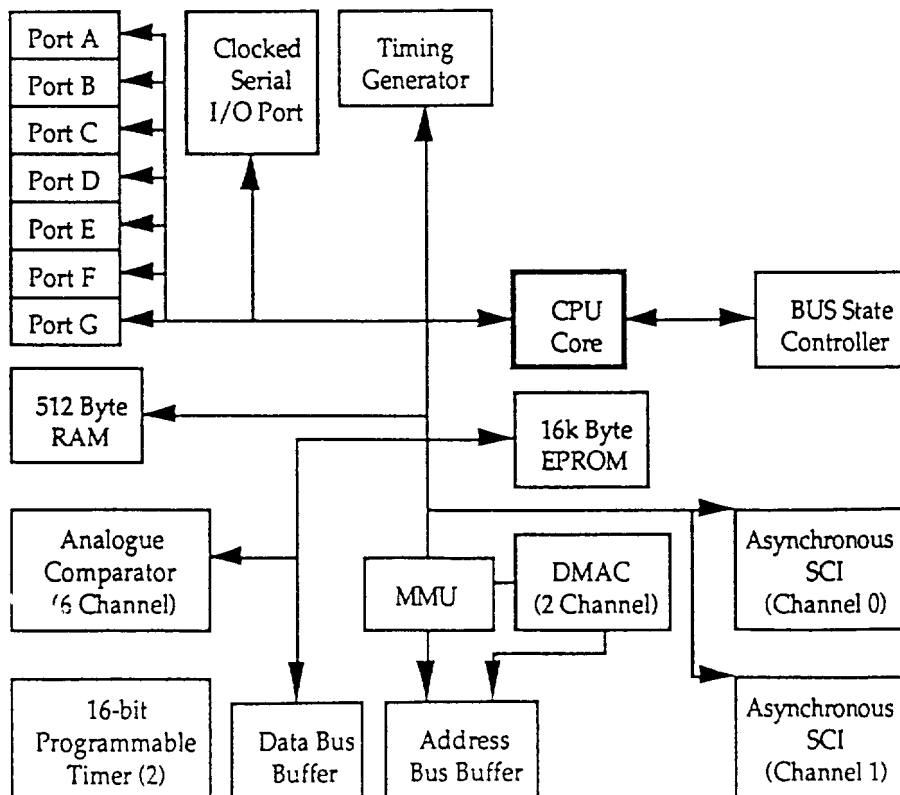 Port A
Port B
Port C
Port D
Port E
Port F
Port G
Clocked
Serial
I/O Port
Timing
Generator
CPU
Core
BUS State
Controller
512 Byte
RAM
16k Byte
EPROM
Analogue
Comparator
(6 Channel)
MMU
DMAC
(2 Channel)
Asynchronous
SCI
(Channel 0)
16-bit
Programmable
Timer (2)
Data Bus
Buffer
Address
Bus Buffer
Asynchronous
SCI
(Channel 1)